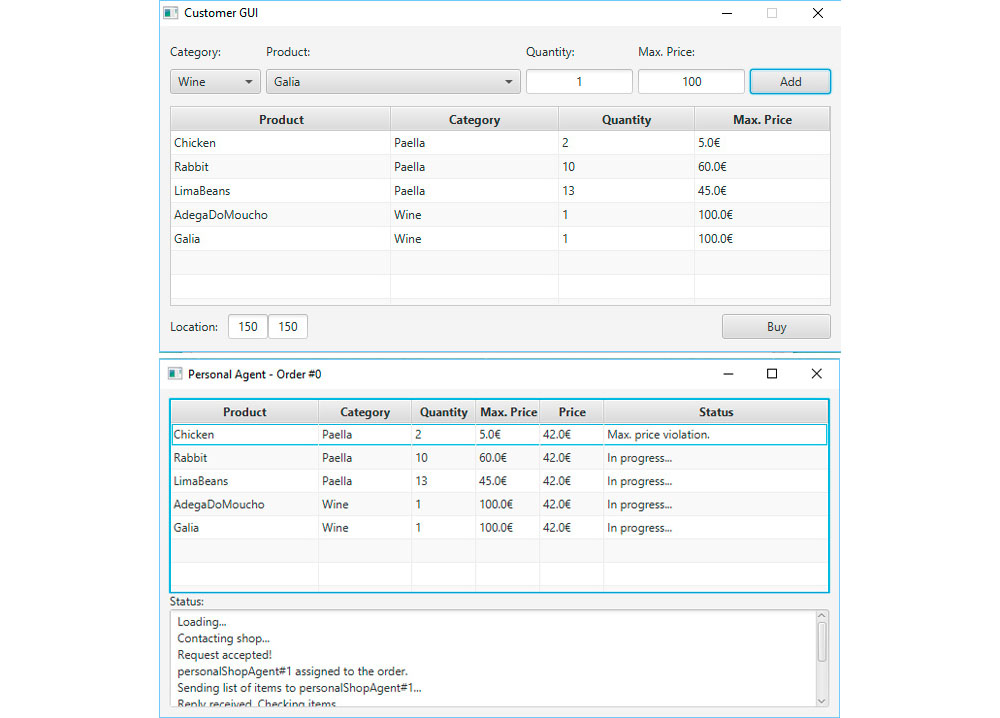 Customer GUI
Category: Product: Quantity: Max. Price:
Wine Galia 1 100 Add
Product Category Quantity Max. Price
Chicken Paella 2 5.0€
Rabbit Paella 10 60.0€
LimaBeans Paella 13 45.0€
AdegaDoMoucho Wine 1 100.0€
Galia Wine 1 100.0€
Location: 150 150 Buy
Personal Agent - Order #0
Product Category Quantity Max. Price Price Status
Chicken Paella 2 5.0€ 42.0€ Max. price violation.
Rabbit Paella 10 60.0€ 42.0€ In progress...
LimaBeans Paella 13 45.0€ 42.0€ In progress...
AdegaDoMoucho Wine 1 100.0€ 42.0€ In progress...
Galia Wine 1 100.0€ 42.0€ In progress...
Status:
Loading...
Contacting shop...
Request accepted!
personalShopAgent#1 assigned to the order.
Sending list of items to personalShopAgent#1...
Reply received. Checking items